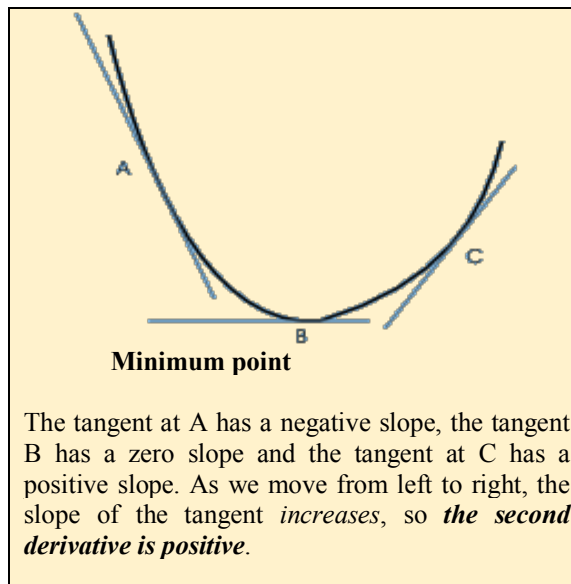 A
C
B
Minimum point
The tangent at A has a negative slope, the tangent
B has a zero slope and the tangent at C has a
positive slope. As we move from left to right, the
slope of the tangent increases, so the second
derivative is positive.